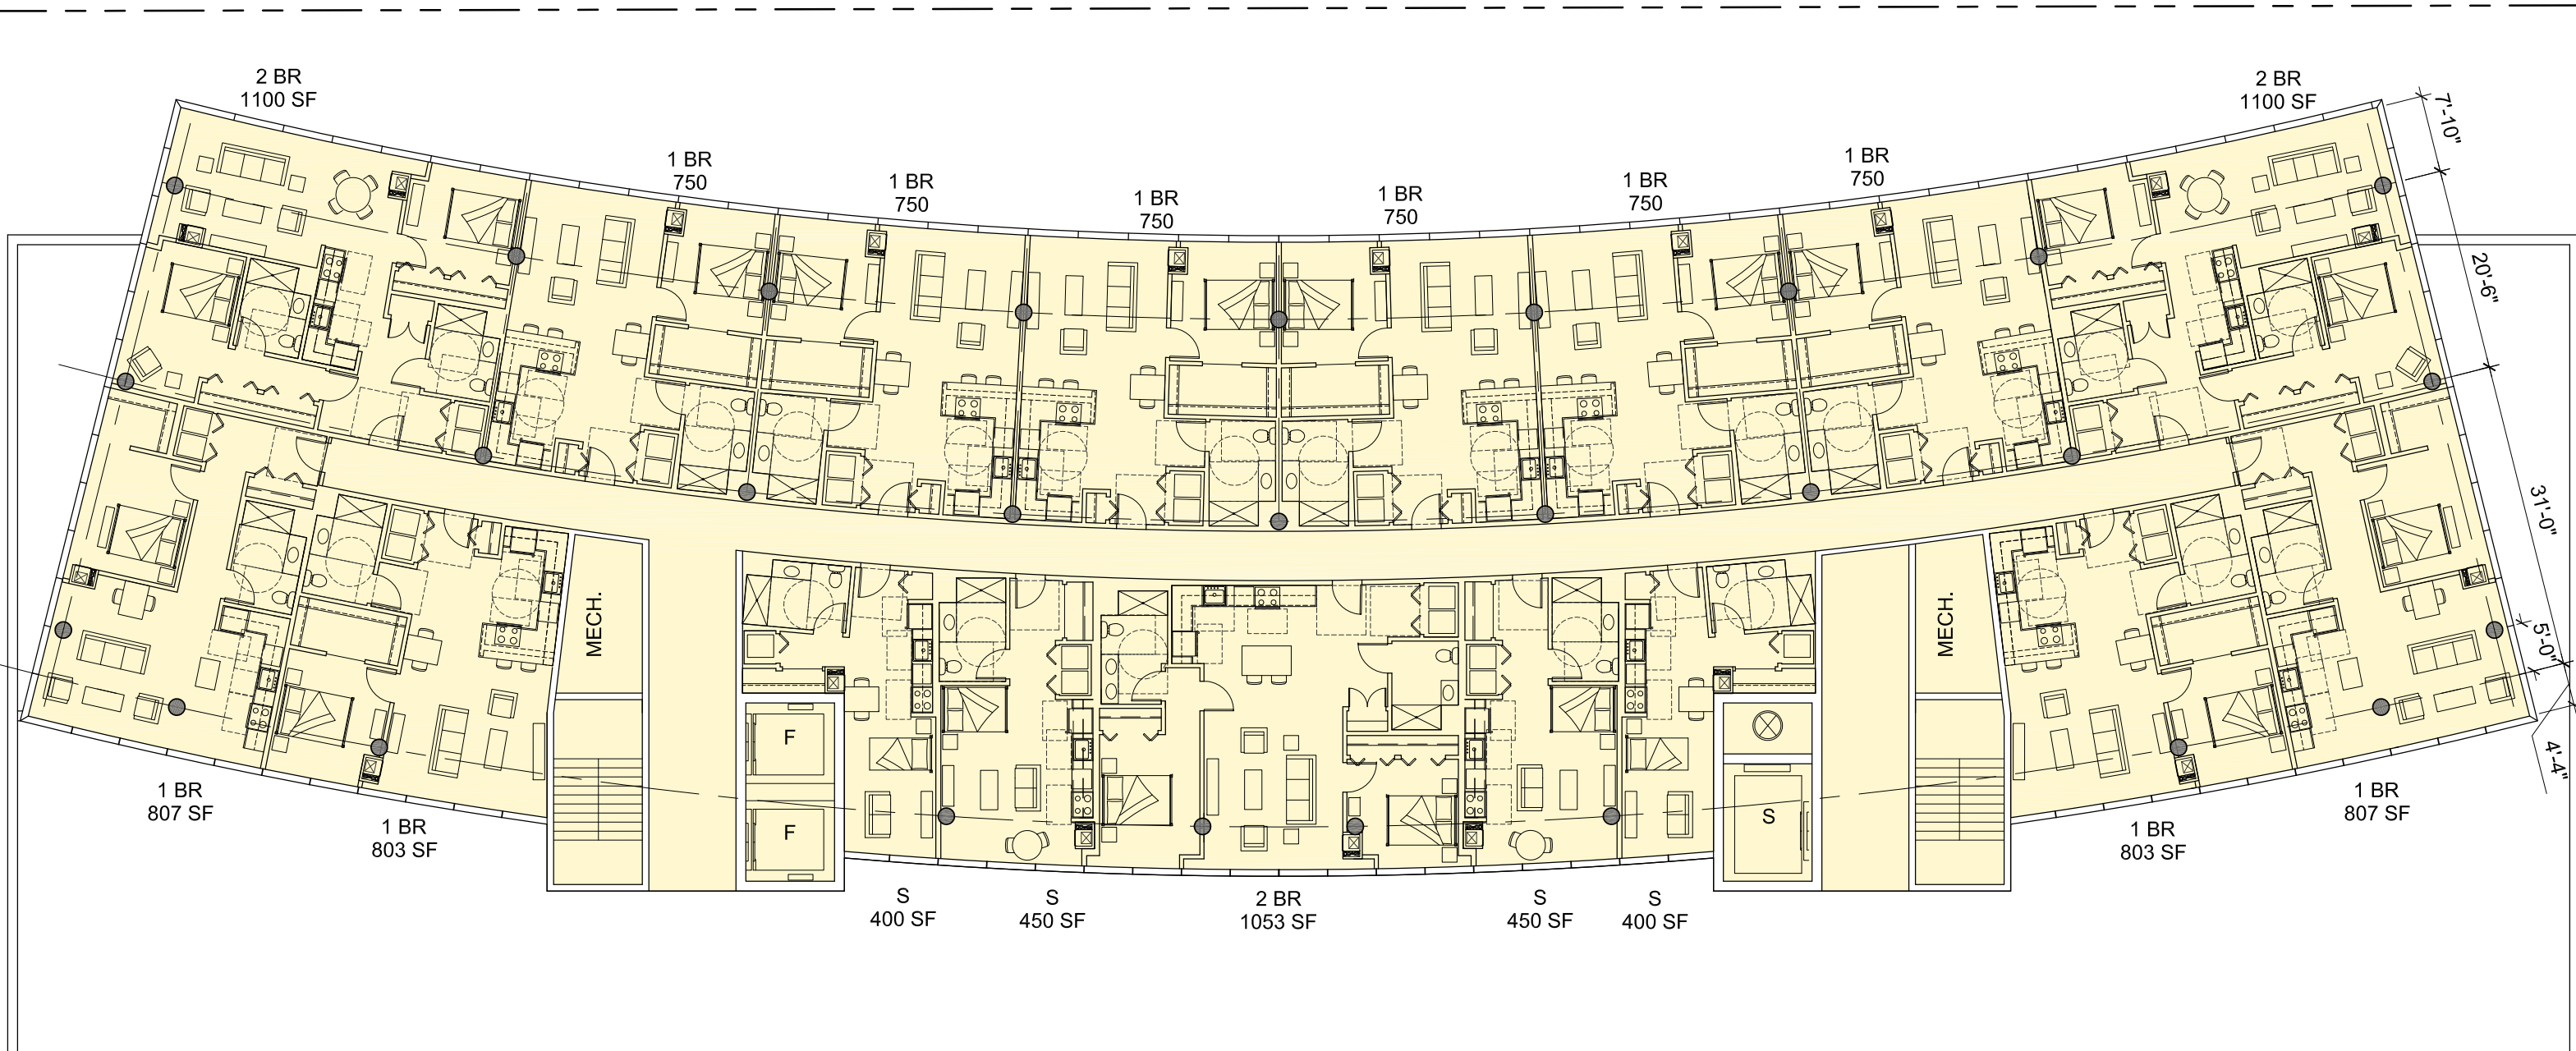 2 BR
1100 SF
1 BR
750
1 BR
750
1 BR
750
1 BR
750
1 BR
750
1 BR
750
2 BR
1100 SF
7'-10"
20'-6"
31'-0"
5'-0"
4'-4"
MECH.
MECH.
F
F
S
1 BR
807 SF
1 BR
803 SF
S
400 SF
S
450 SF
2 BR
1053 SF
S
450 SF
S
400 SF
1 BR
803 SF
1 BR
807 SF